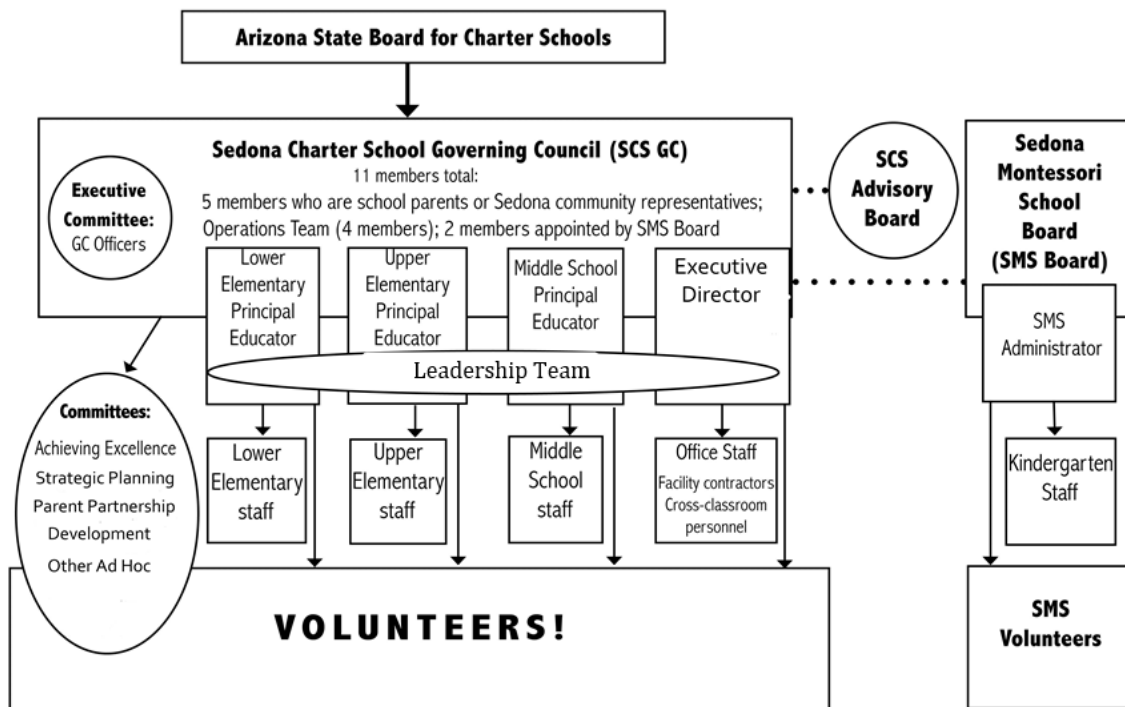 Arizona State Board for Charter Schools
Sedona Charter School Governing Council (SCS GC)
11 members total:
5 members who are school parents or Sedona community representatives;
Operations Team (4 members); 2 members appointed by SMS Board
Executive
Committee:
GC Officers
SCS
Advisory
Board
Sedona
Montessori
School
Board
(SMS Board)
Lower
Elementary
Principal
Educator
Upper
Elementary
Principal
Educator
Middle School
Principal
Educator
Executive
Director
SMS
Administrator
Leadership Team
Committees:
Achieving Excellence
Strategic Planning
Parent Partnership
Development
Other Ad Hoc
Lower
Elementary
staff
Upper
Elementary
staff
Middle
School
staff
Office Staff
Facility contractors
Cross-classroom
personnel
Kindergarten
Staff
VOLUNTEERS!
SMS
Volunteers